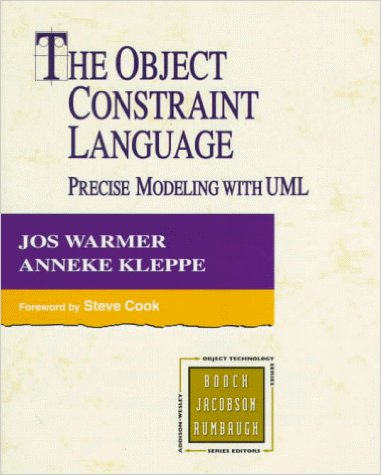 THE OBJECT
CONSTRAINT
LANGUAGE
PRECISE MODELING WITH UML
JOS WARMER
ANNEKE KLEPPE
Foreword by Steve Cook
OBJECT TECHNOLOGY
SERIES
BOOCH
JACOBSON
RUMBAUGH
ADDISON-WESLEY
SERIES EDITORS